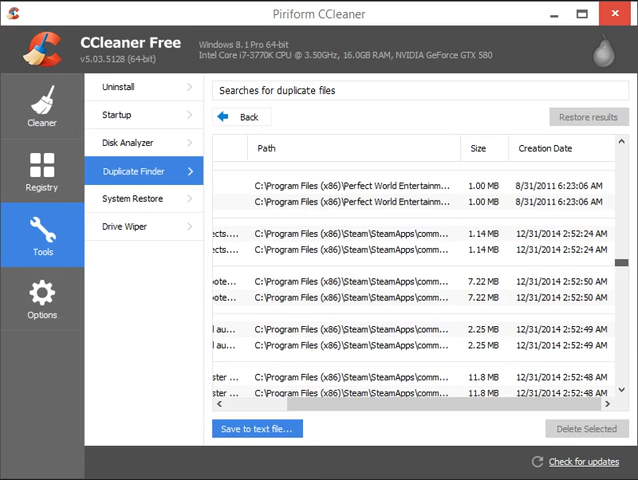 Piriform CCleaner
CCleaner Free
v5.03.5128 (64-bit)
Windows 8.1 Pro 64-bit
Intel Core i7-3770K CPU @ 3.50GHz, 16.0GB RAM, NVIDIA GeForce GTX 580
Cleaner
Registry
Tools
Options
Uninstall
Startup
Disk Analyzer
Duplicate Finder
System Restore
Drive Wiper
Searches for duplicate files
Back
Restore results
Path Size Creation Date
C:\Program Files (x86)\Perfect World Entertainm... 1.00 MB 8/31/2011 6:23:06 AM
C:\Program Files (x86)\Perfect World Entertainm... 1.00 MB 8/31/2011 6:23:06 AM
ects.... C:\Program Files (x86)\Steam\SteamApps\comm... 1.14 MB 12/31/2014 2:52:24 AM
ects.... C:\Program Files (x86)\Steam\SteamApps\comm... 1.14 MB 12/31/2014 2:52:24 AM
oote... C:\Program Files (x86)\Steam\SteamApps\comm... 7.22 MB 12/31/2014 2:52:50 AM
oote... C:\Program Files (x86)\Steam\SteamApps\comm... 7.22 MB 12/31/2014 2:52:50 AM
l au... C:\Program Files (x86)\Steam\SteamApps\comm... 2.25 MB 12/31/2014 2:52:49 AM
l au... C:\Program Files (x86)\Steam\SteamApps\comm... 2.25 MB 12/31/2014 2:52:49 AM
ster ... C:\Program Files (x86)\Steam\SteamApps\comm... 11.8 MB 12/31/2014 2:52:48 AM
ster ... C:\Program Files (x86)\Steam\SteamApps\comm... 11.8 MB 12/31/2014 2:52:48 AM
Save to text file...
Delete Selected
Check for updates